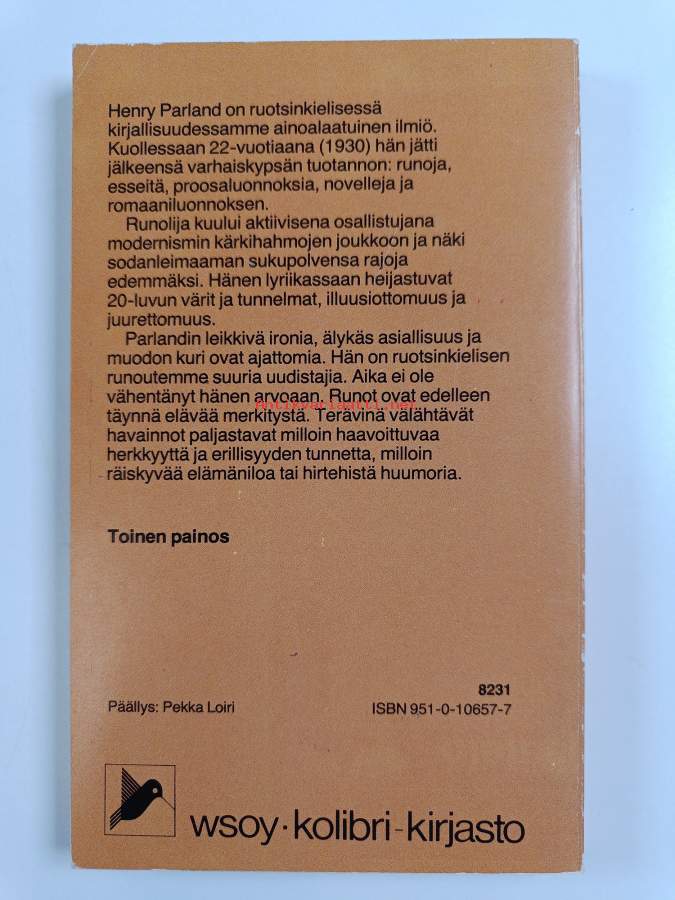 Henry Parland on ruotsinkielisessä
kirjallisuudessamme ainoalaatuinen ilmiö.
Kuollessaan 22-vuotiaana (1930) hän jätti
jälkeensä varhaiskypsän tuotannon: runoja,
esseitä, proosaluonnoksia, novelleja ja
romaaniluonnoksen.
Runolija kuului aktiivisena osallistujana
modernismin kärkihahmojen joukkoon ja näki
sodanleimaaman sukupolvensa rajoja
edemmäksi. Hänen lyriikassaan heijastuvat
20-luvun värit ja tunnelmat, illuusiottomuus ja
juurettomuus.
Parlandin leikkivä ironia, älykäs asiallisuus ja
muodon kuri ovat ajattomia. Hän on ruotsinkielisen
runoutemme suuria uudistajia. Aika ei ole
vähentänyt hänen arvoaan. Runot ovat edelleen
Antikvariaatti.net
täynnä elävää merkitystä. Terävinä välähtävät
havainnot paljastavat milloin haavoittuvaa
herkkyyttä ja erillisyyden tunnetta, milloin
räiskyvää elämäniloa tai hirtehistä huumoria.
Toinen painos
8231
Päällys: Pekka Loiri
ISBN 951-0-10657-7
wsoy·kolibri-kirjasto